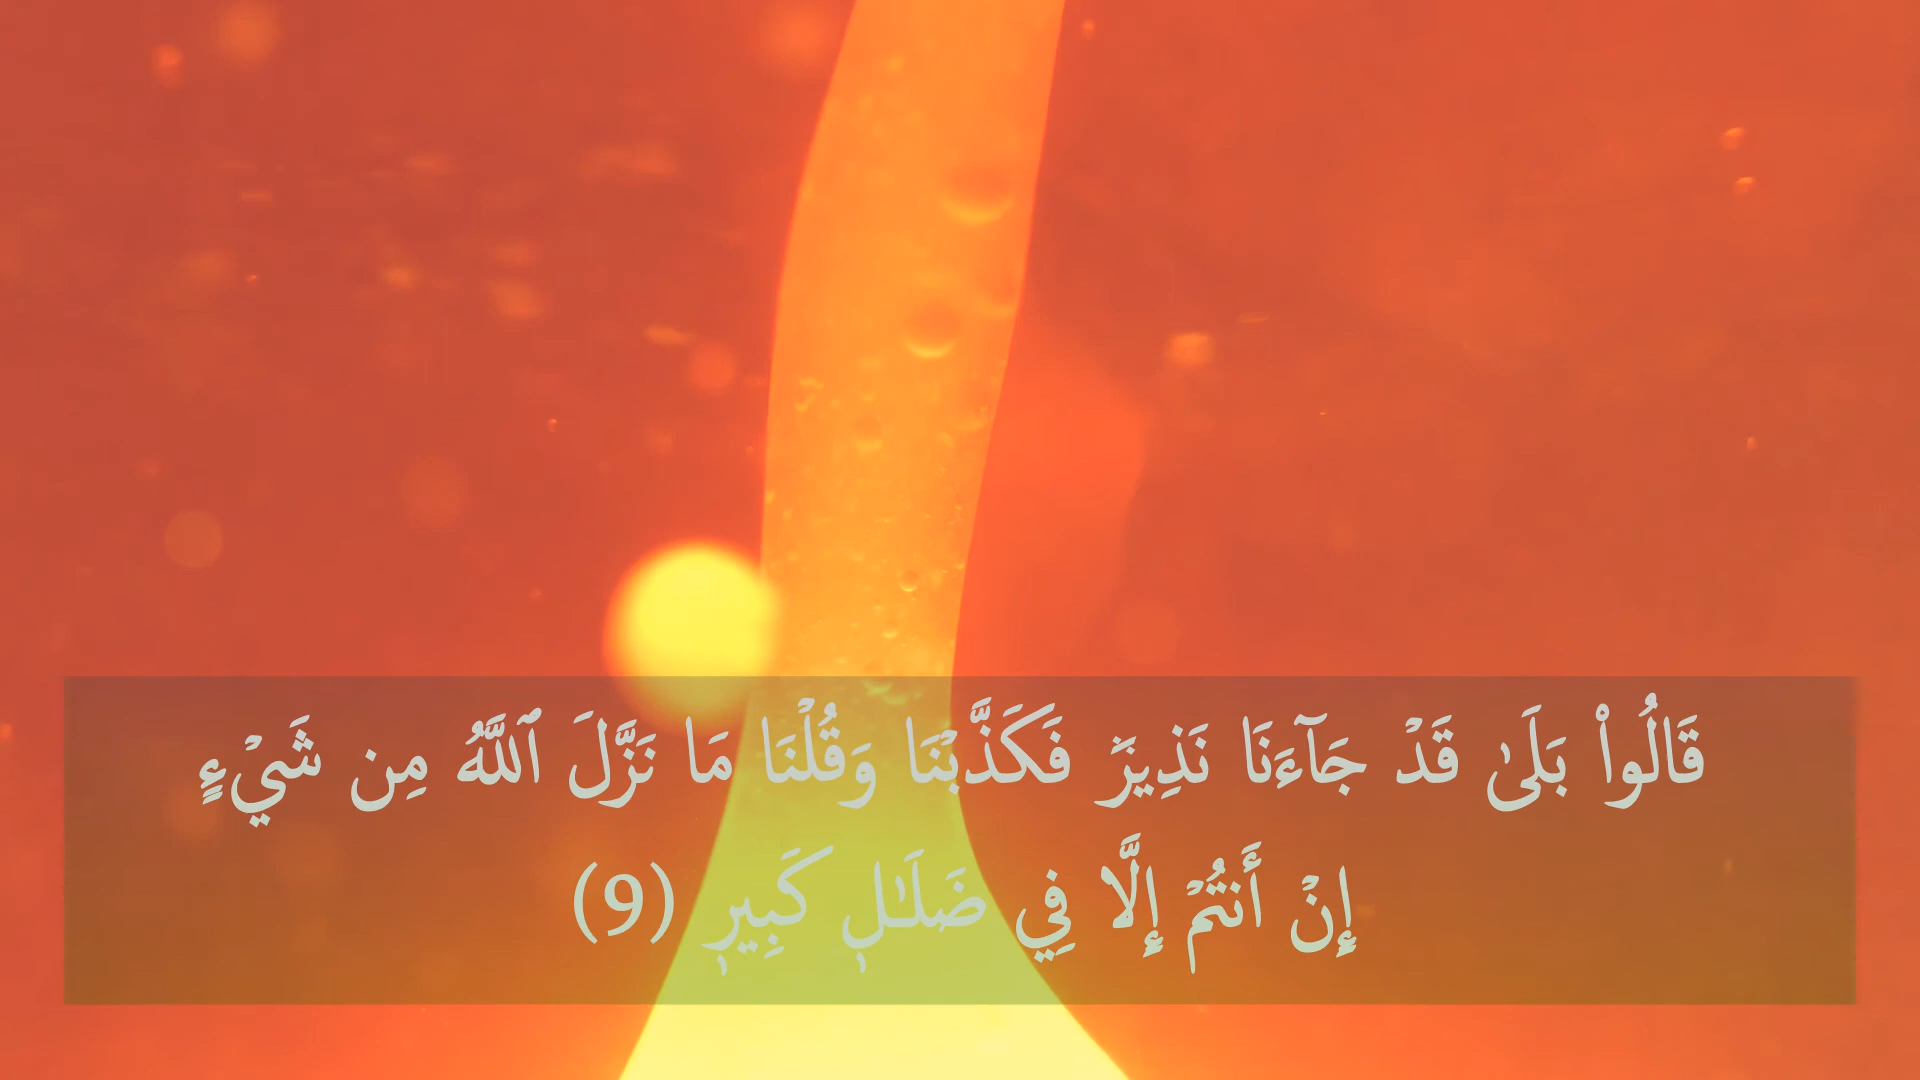 قَالُوا۟ بَلَىٰ قَدْ جَآءَنَا نَذِيرٌ فَكَذَّبْنَا وَقُلْنَا مَا نَزَّلَ ٱللَّهُ مِن شَيْءٍ
إِنْ أَنتُمْ إِلَّا فِي ضَلَـٰلٍ كَبِيرٍ (9)